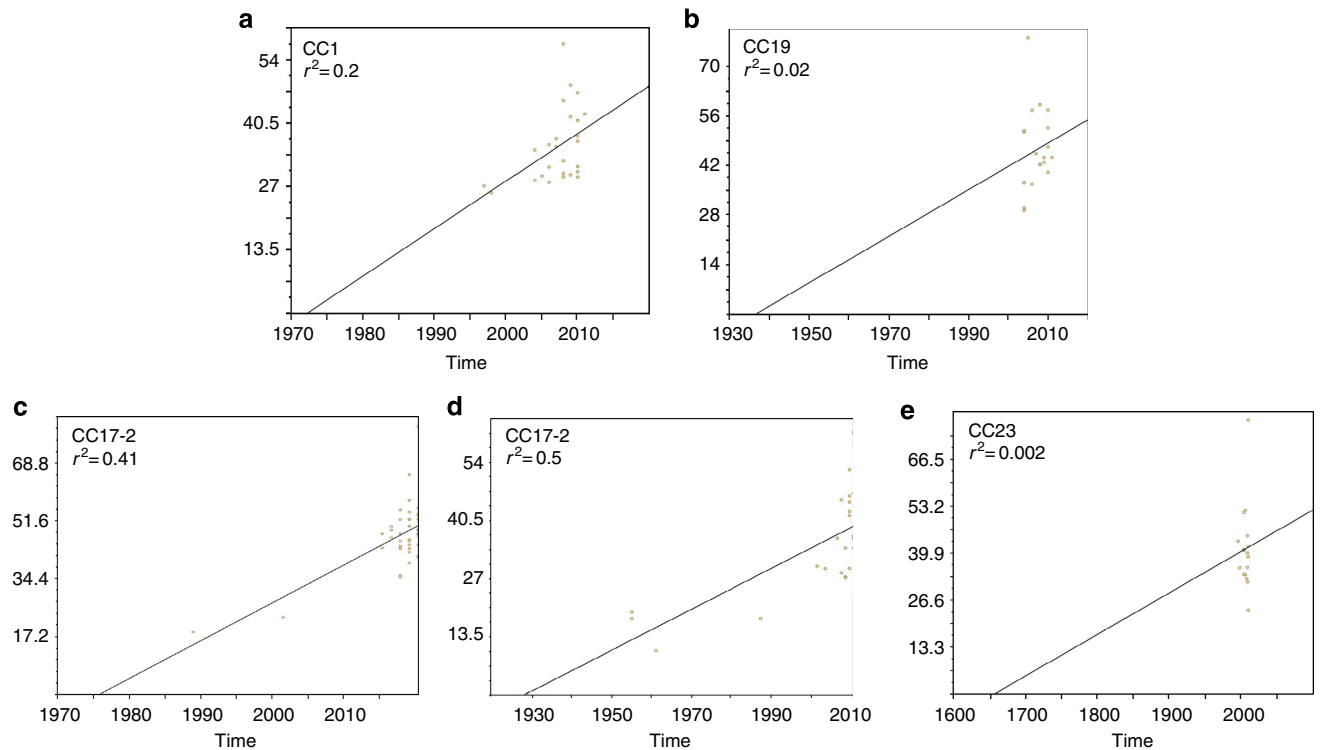 a
CC1
r²=0.2
54
40.5
27
13.5
1970 1980 1990 2000 2010
Time
b
CC19
r²=0.02
70
56
42
28
14
1930 1950 1970 1990 2010
Time
c
CC17-2
r²=0.41
68.8
51.6
34.4
17.2
1970 1980 1990 2000 2010
Time
d
CC17-2
r²=0.5
54
40.5
27
13.5
1930 1950 1970 1990 2010
Time
e
CC23
r²=0.002
66.5
53.2
39.9
26.6
13.3
1600 1700 1800 1900 2000
Time